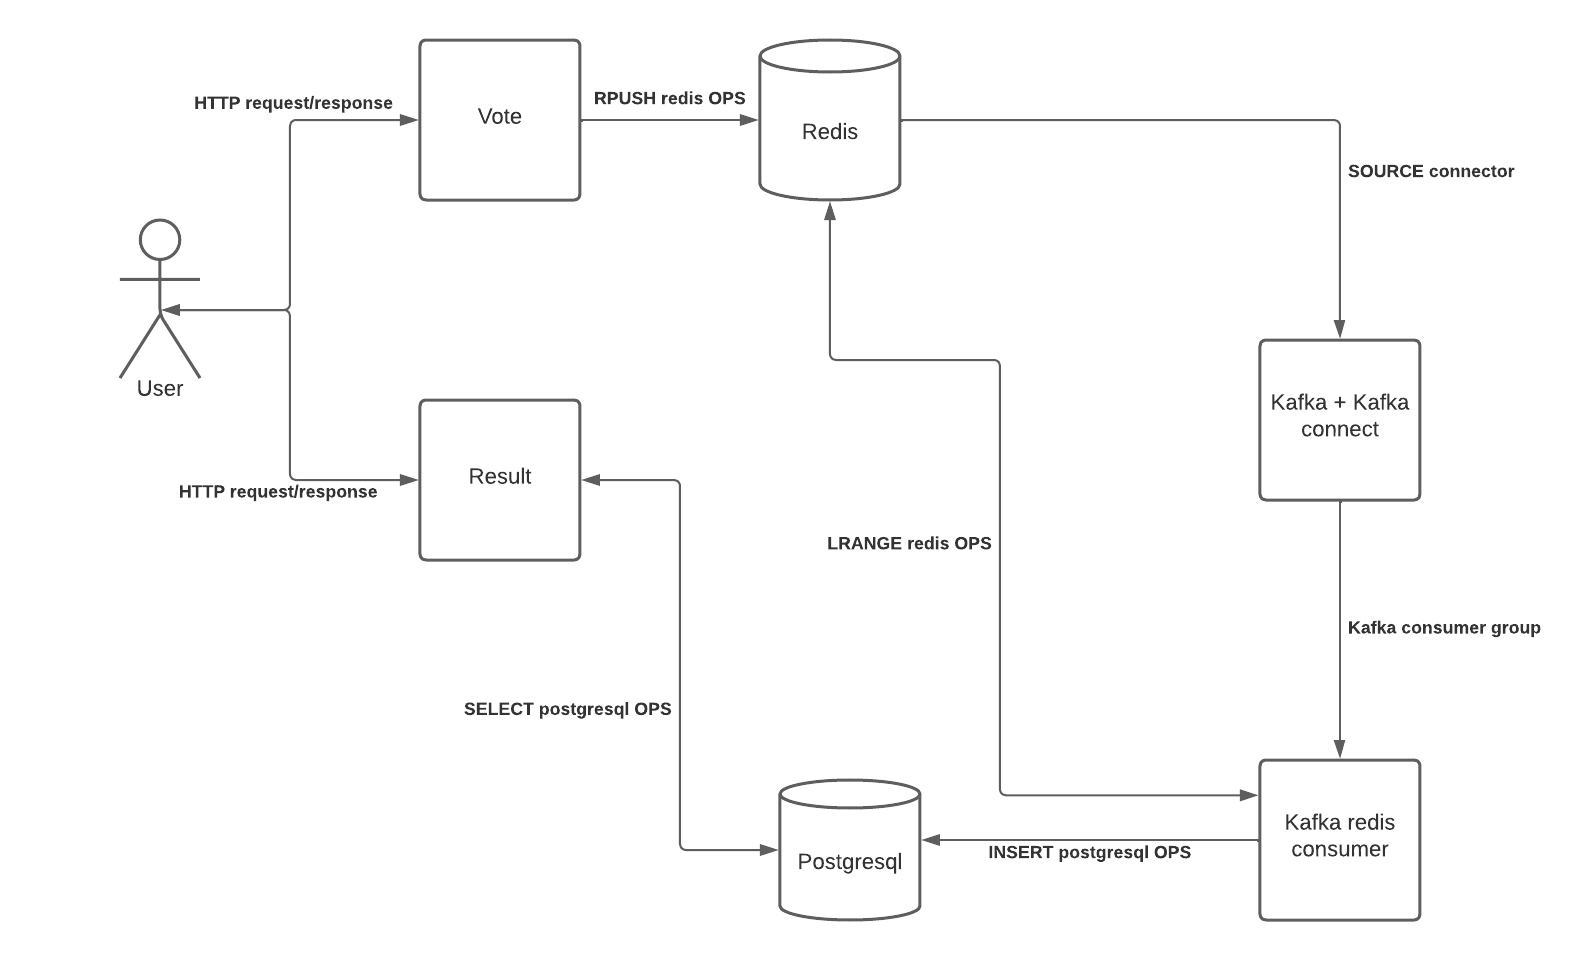 HTTP request/response
Vote
RPUSH redis OPS
Redis
SOURCE connector
User
Kafka + Kafka
connect
Result
HTTP request/response
LRANGE redis OPS
Kafka consumer group
SELECT postgresql OPS
Postgresql
INSERT postgresql OPS
Kafka redis
consumer